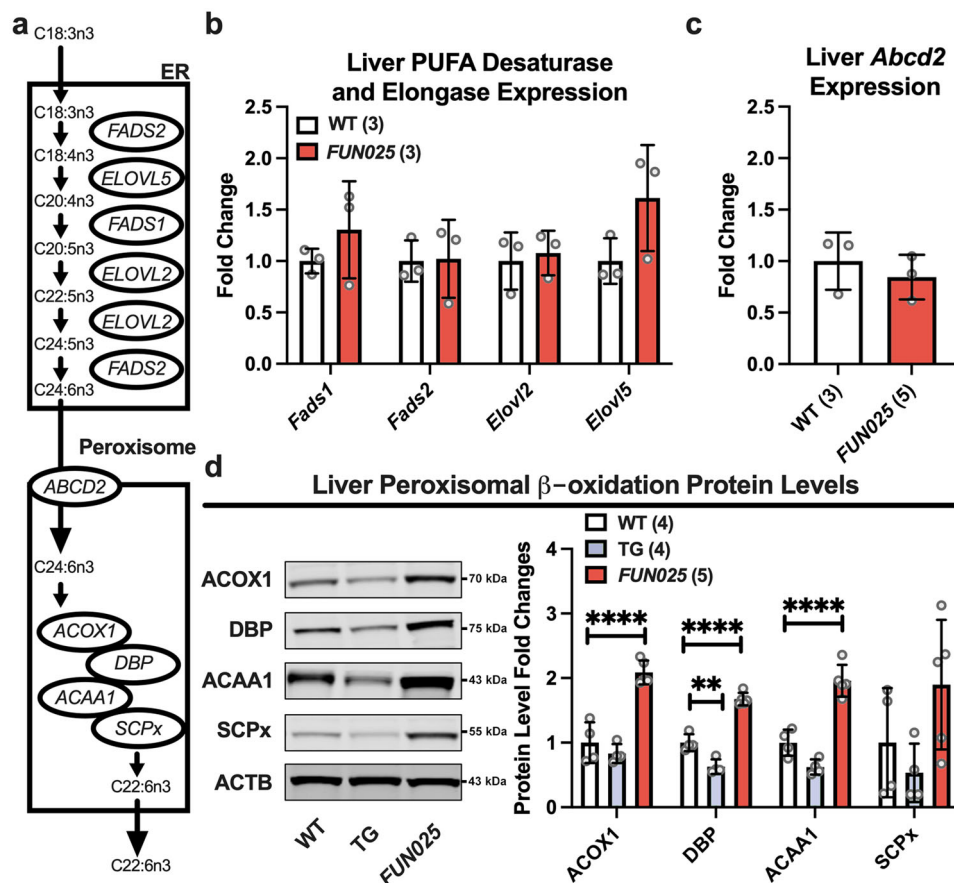 a
C18:3n3
ER
C18:3n3
FADS2
C18:4n3
ELOVL5
C20:4n3
FADS1
C20:5n3
ELOVL2
C22:5n3
ELOVL2
C24:5n3
FADS2
C24:6n3
Peroxisome
ABCD2
C24:6n3
ACOX1
DBP
ACAA1
SCPx
C22:6n3
C22:6n3
b
Liver PUFA Desaturase
and Elongase Expression
Fold Change
2.5
2.0
1.5
1.0
0.5
0.0
WT (3)
FUN025 (3)
Fads1
Fads2
Elovl2
Elovl5
c
Liver Abcd2
Expression
Fold Change
2.5
2.0
1.5
1.0
0.5
0.0
WT (3)
FUN025 (5)
d
Liver Peroxisomal β-oxidation Protein Levels
ACOX1
70 kDa
DBP
75 kDa
ACAA1
43 kDa
SCPx
55 kDa
ACTB
43 kDa
WT
TG
FUN025
WT (4)
TG (4)
FUN025 (5)
Protein Level Fold Changes
4
3
2
1
0
****
****
**
****
ACOX1
DBP
ACAA1
SCPx